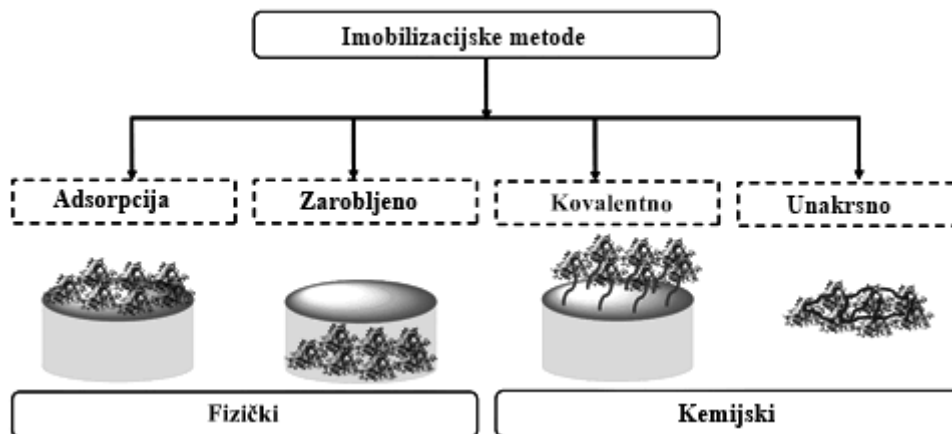 Imobilizacijske metode
Adsorpcija
Zarobljeno
Kovalentno
Unakrsno
Fizički
Kemijski